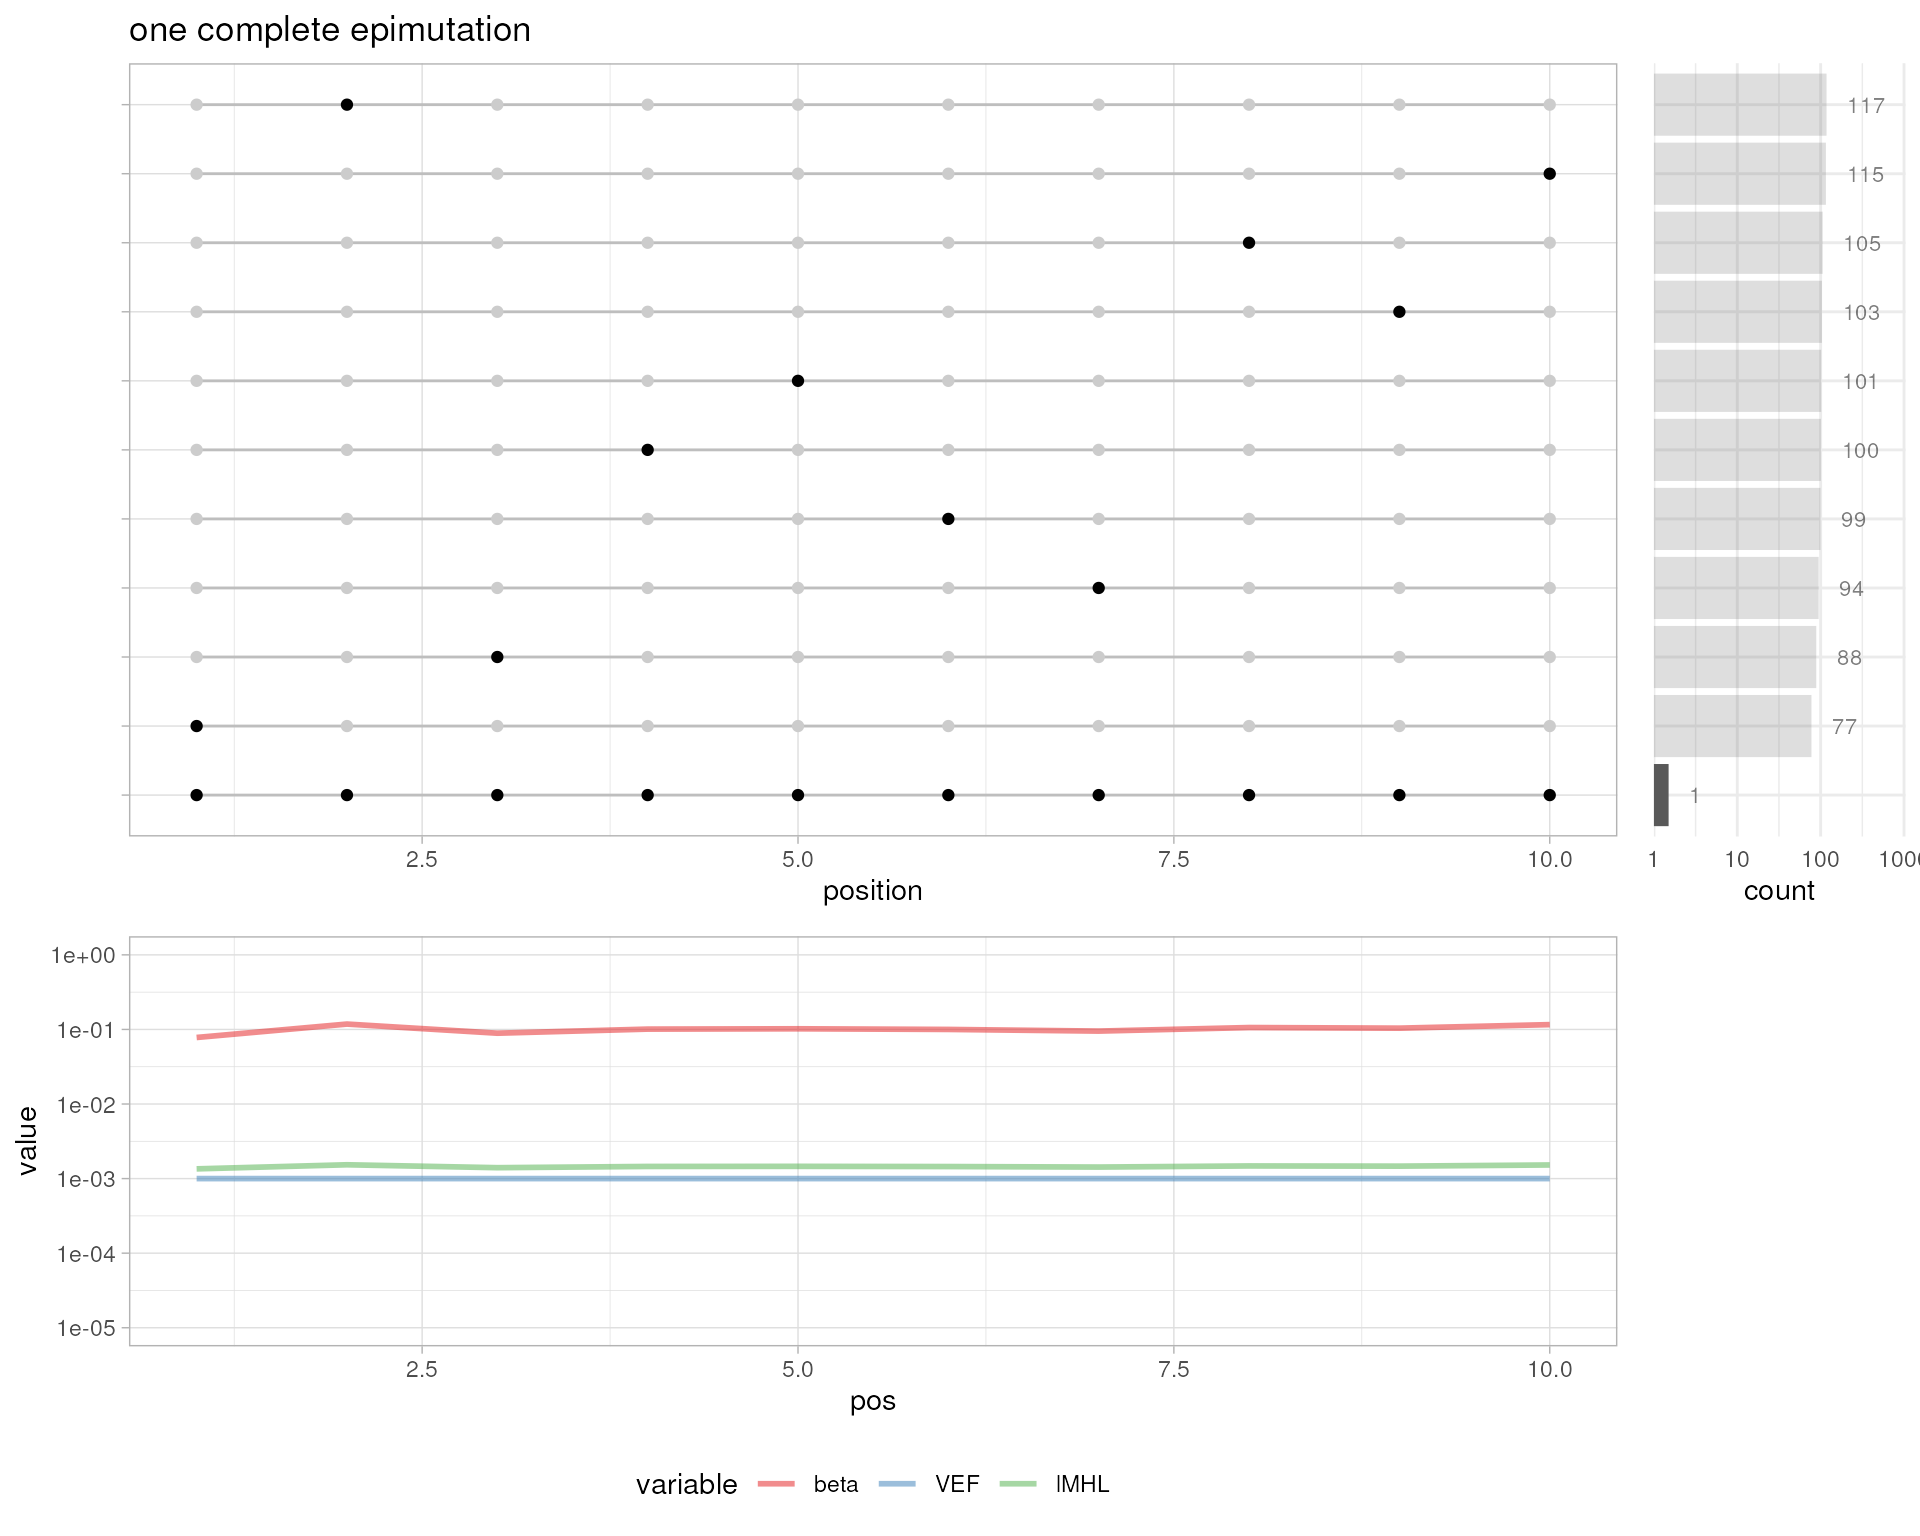 one complete epimutation
117
115
105
103
101
100
99
94
88
77
1
2.5 5.0 7.5 10.0
1 10 100
position
count
1e+00
1e-01
1e-02
1e-03
1e-04
1e-05
value
2.5 5.0 7.5 10.0
pos
variable beta VEF lMHL